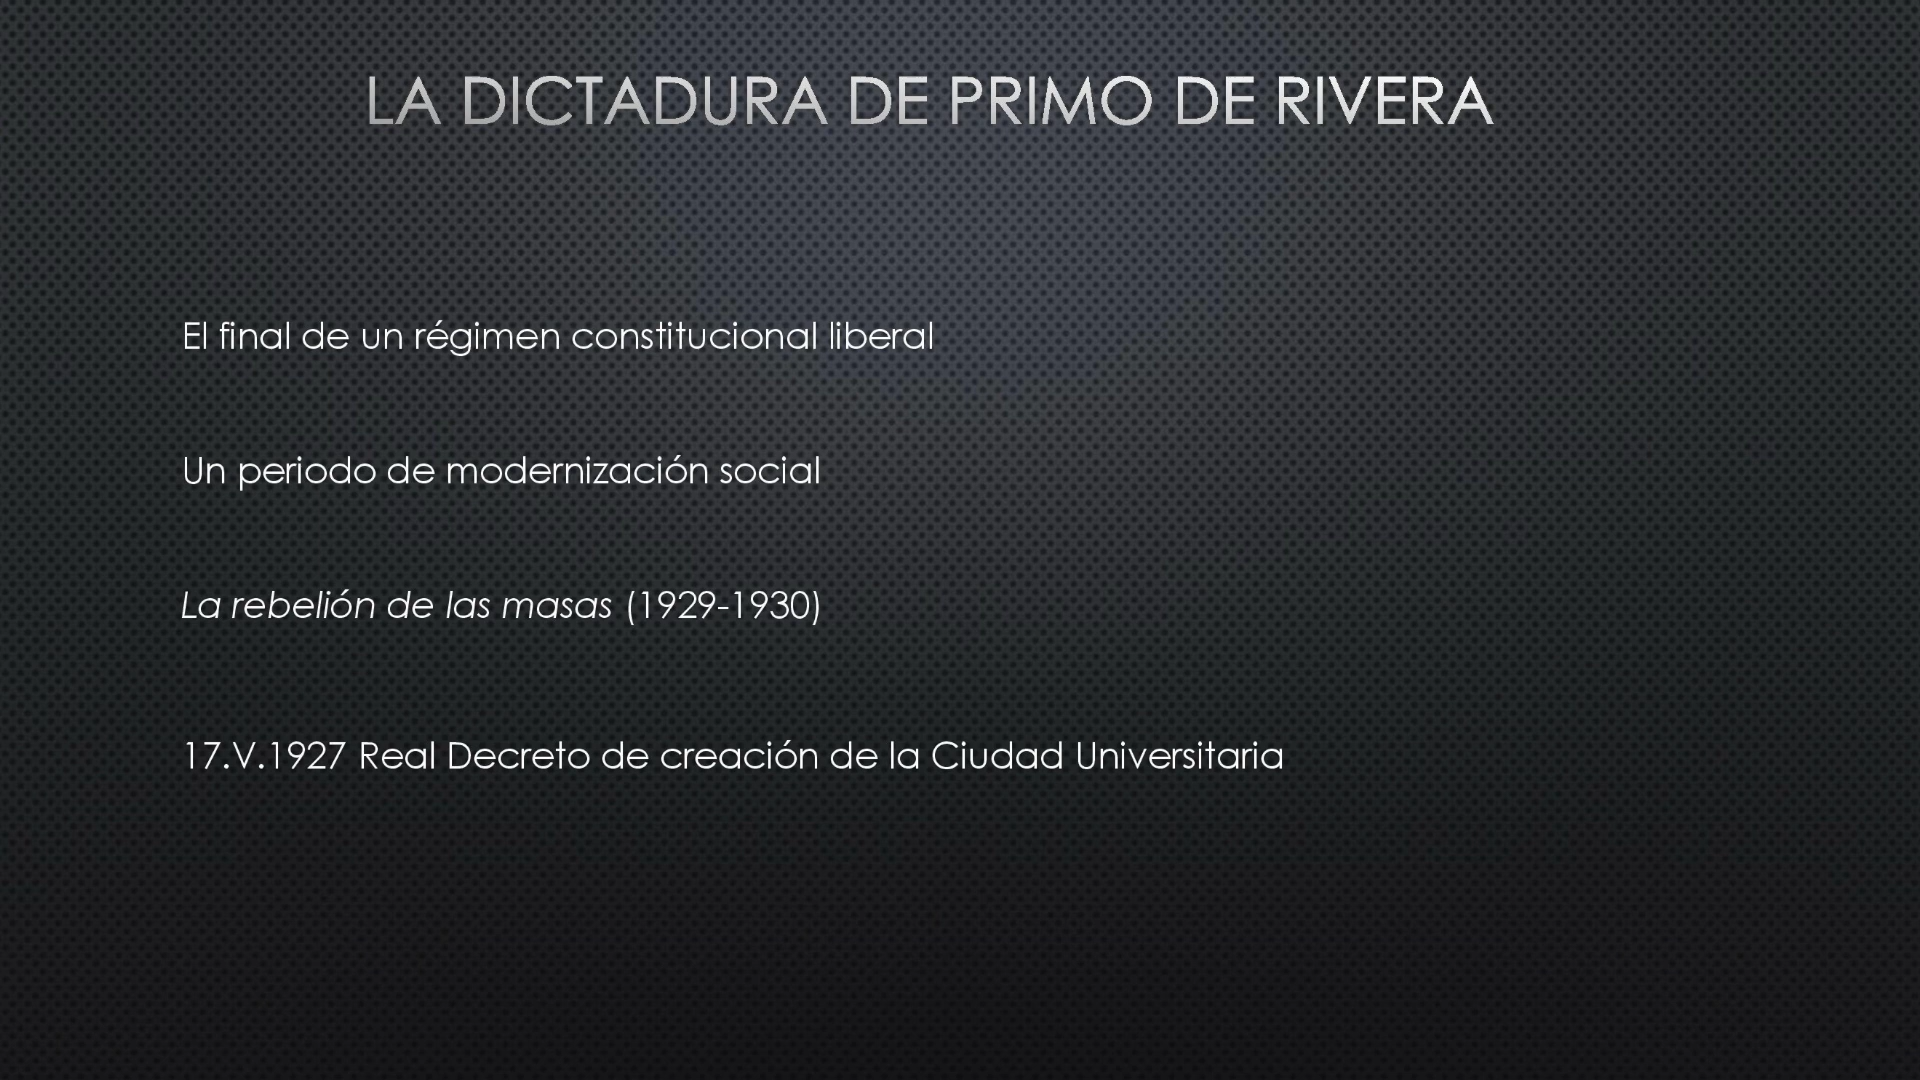 LA DICTADURA DE PRIMO DE RIVERA
El final de un régimen constitucional liberal
Un periodo de modernización social
La rebelión de las masas (1929-1930)
17.V.1927 Real Decreto de creación de la Ciudad Universitaria